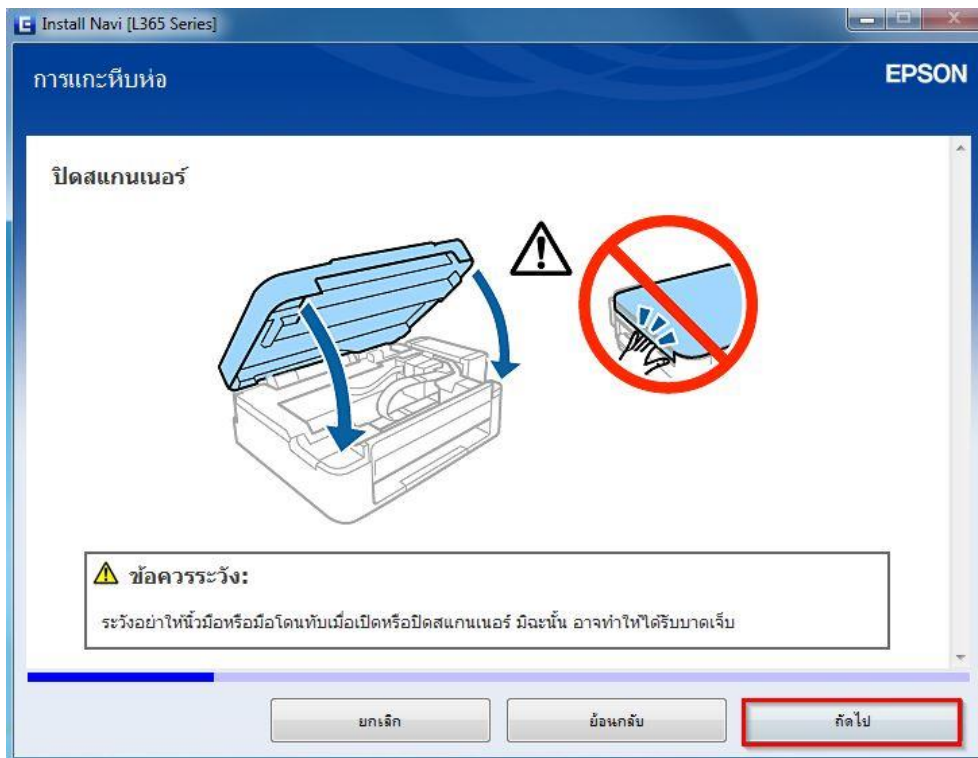 Install Navi [L365 Series]
การแกะหีบห่อ
EPSON
ปิดสแกนเนอร์
ข้อควรระวัง:
ระวังอย่าให้นิ้วมือหรือมือโดนทับเมื่อเปิดหรือปิดสแกนเนอร์ มิฉะนั้น อาจทำให้ได้รับบาดเจ็บ
ยกเลิก
ย้อนกลับ
ถัดไป